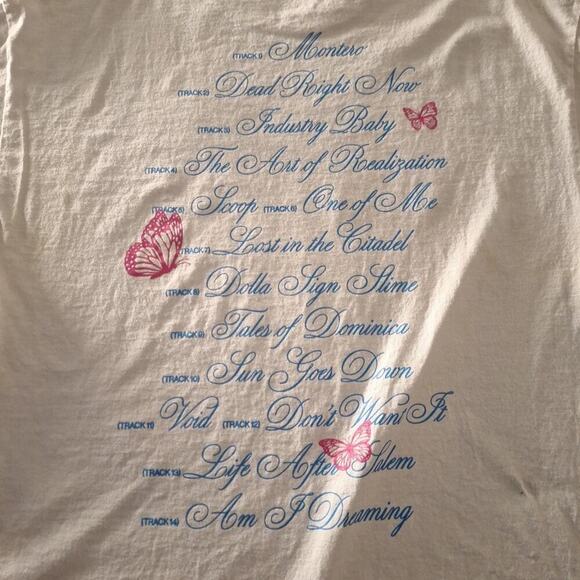 (TRACK 1) Montero
(TRACK 2) Dead Right Now
(TRACK 3) Industry Baby
(TRACK 4) The Art of Realization
(TRACK 5) Scoop (TRACK 6) One of Me
(TRACK 7) Lost in the Citadel
(TRACK 8) Dolla Sign Slime
(TRACK 9) Tales of Dominica
(TRACK 10) Sun Goes Down
(TRACK 11) Void (TRACK 12) Don't Want It
(TRACK 13) Life After Salem
(TRACK 14) Am I Dreaming